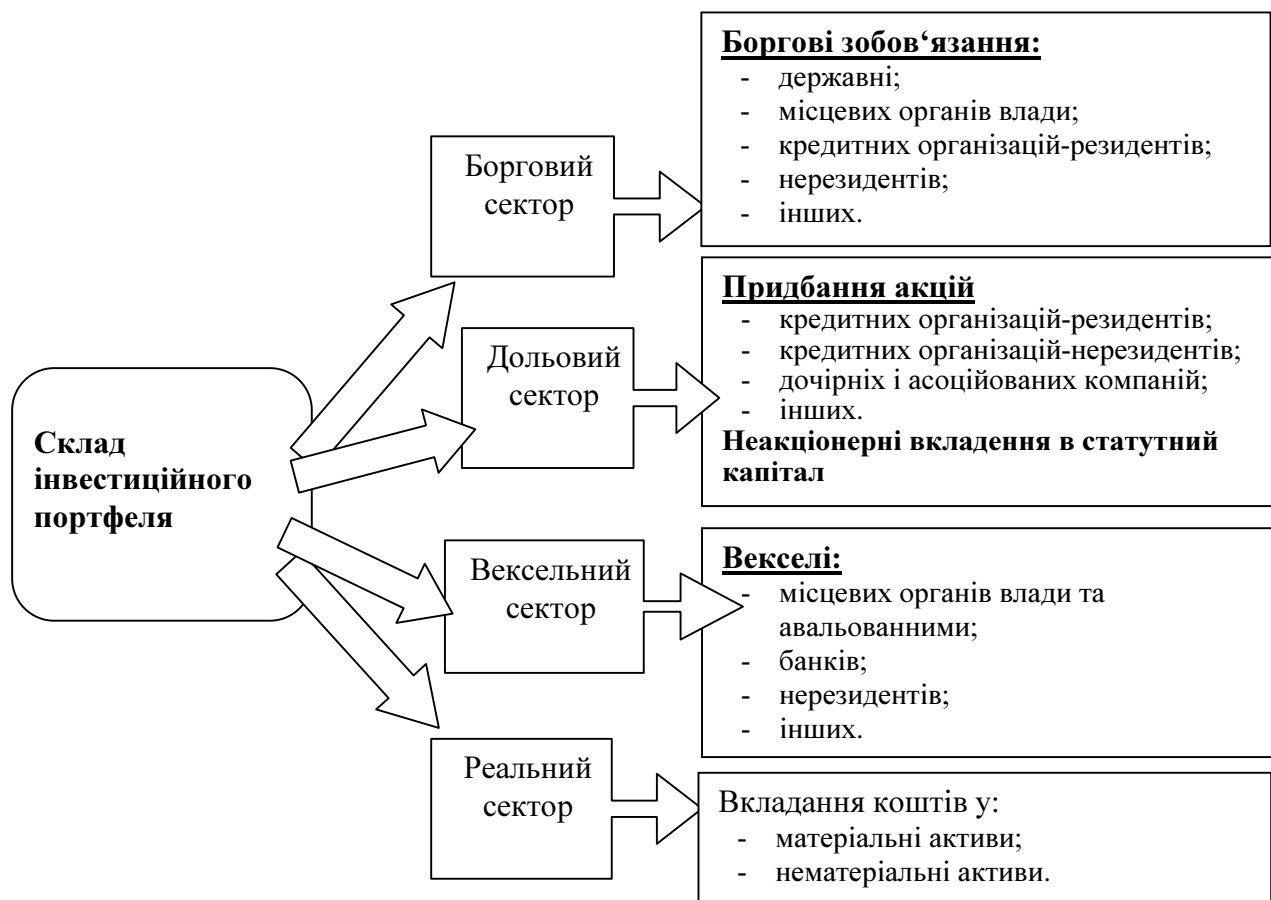 Склад
інвестиційного
портфеля
Борговий
сектор
Боргові зобов‘язання:
- державні;
- місцевих органів влади;
- кредитних організацій-резидентів;
- нерезидентів;
- інших.
Дольовий
сектор
Придбання акцій
- кредитних організацій-резидентів;
- кредитних організацій-нерезидентів;
- дочірніх і асоційованих компаній;
- інших.
Неакціонерні вкладення в статутний
капітал
Вексельний
сектор
Векселі:
- місцевих органів влади та
авальованними;
- банків;
- нерезидентів;
- інших.
Реальний
сектор
Вкладання коштів у:
- матеріальні активи;
- нематеріальні активи.